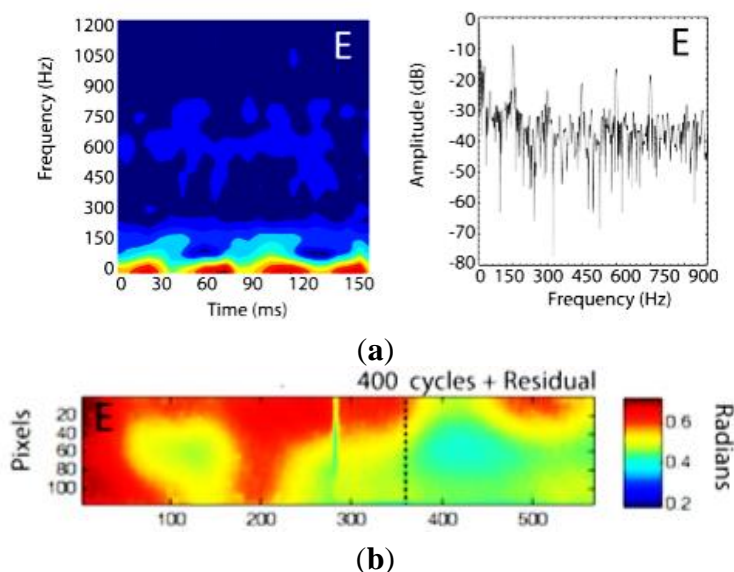 E
1200
1050
900
750
600
450
300
150
0
Frequency (Hz)
0 30 60 90 120 150
Time (ms)
E
0
-10
-20
-30
-40
-50
-60
-70
-80
Amplitude (dB)
0 150 300 450 600 750 900
Frequency (Hz)
(a)
400 cycles + Residual
E
Pixels
20
40
60
80
100
100 200 300 400 500
0.6
0.4
0.2
Radians
(b)